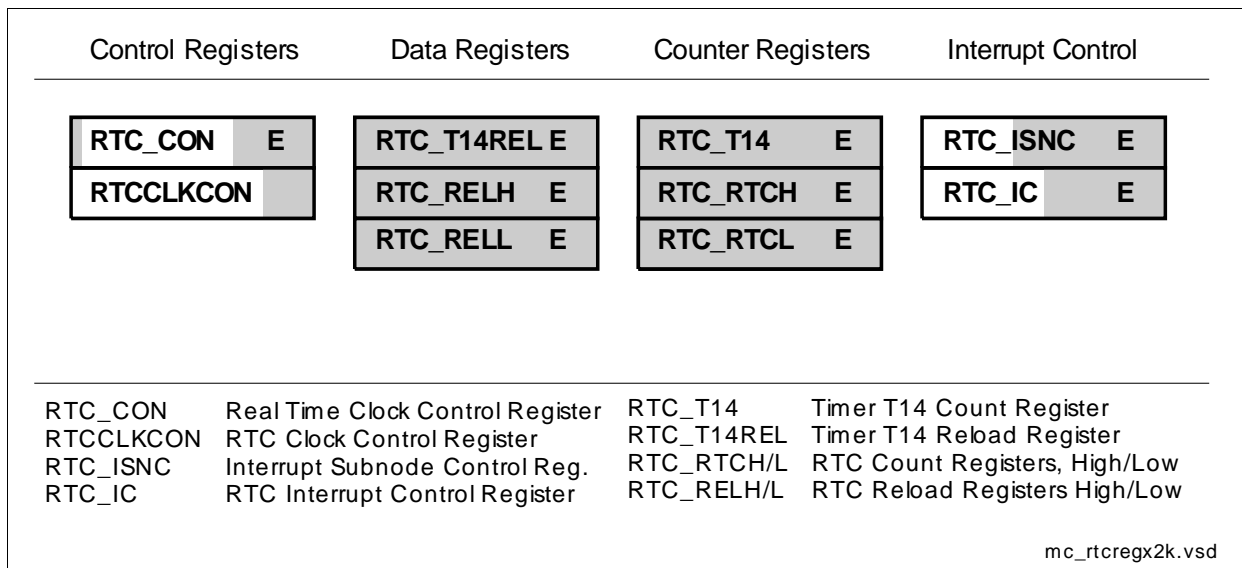 Control Registers Data Registers Counter Registers Interrupt Control
RTC_CON E RTC_T14REL E RTC_T14 E RTC_ISNC E
RTCCLKCON RTC_RELH E RTC_RTCH E RTC_IC E
RTC_RELL E RTC_RTCL E
RTC_CON Real Time Clock Control Register RTC_T14 Timer T14 Count Register
RTCCLKCON RTC Clock Control Register RTC_T14REL Timer T14 Reload Register
RTC_ISNC Interrupt Subnode Control Reg. RTC_RTCH/L RTC Count Registers, High/Low
RTC_IC RTC Interrupt Control Register RTC_RELH/L RTC Reload Registers High/Low
mc_rtcregx2k.vsd